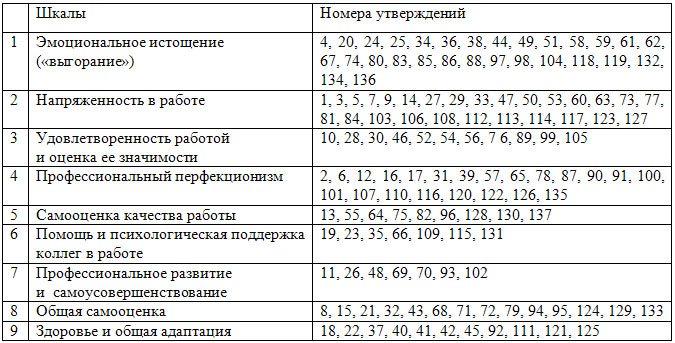 Шкалы Номера утверждений
1 Эмоциональное истощение 4, 20, 24, 25, 34, 36, 38, 44, 49, 51, 58, 59, 61, 62,
(«выгорание») 67, 74, 80, 83, 85, 86, 88, 97, 98, 104, 118, 119, 132,
134, 136
2 Напряженность в работе 1, 3, 5, 7, 9, 14, 27, 29, 33, 47, 50, 53, 60, 63, 73, 77,
81, 84, 103, 106, 108, 112, 113, 114, 117, 123, 127
3 Удовлетворенность работой 10, 28, 30, 46, 52, 54, 56, 7 6, 89, 99, 105
и оценка ее значимости
4 Профессиональный перфекционизм 2, 6, 12, 16, 17, 31, 39, 57, 65, 78, 87, 90, 91, 100,
101, 107, 110, 116, 120, 122, 126, 135
5 Самооценка качества работы 13, 55, 64, 75, 82, 96, 128, 130, 137
6 Помощь и психологическая поддержка 19, 23, 35, 66, 109, 115, 131
коллег в работе
7 Профессиональное развитие 11, 26, 48, 69, 70, 93, 102
и самоусовершенствование
8 Общая самооценка 8, 15, 21, 32, 43, 68, 71, 72, 79, 94, 95, 124, 129, 133
9 Здоровье и общая адаптация 18, 22, 37, 40, 41, 42, 45, 92, 111, 121, 125